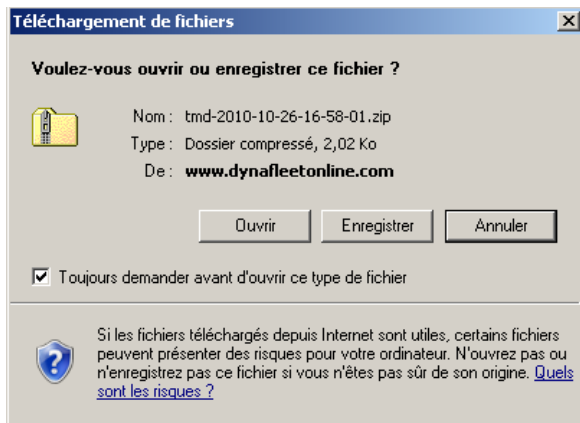 Téléchargement de fichiers
Voulez-vous ouvrir ou enregistrer ce fichier ?
Nom : tmd-2010-10-26-16-58-01.zip
Type : Dossier compressé, 2,02 Ko
De : www.dynafleetonline.com
Ouvrir Enregistrer Annuler
Toujours demander avant d'ouvrir ce type de fichier
Si les fichiers téléchargés depuis Internet sont utiles, certains fichiers
peuvent présenter des risques pour votre ordinateur. N'ouvrez pas ou
n'enregistrez pas ce fichier si vous n'êtes pas sûr de son origine. Quels
sont les risques ?